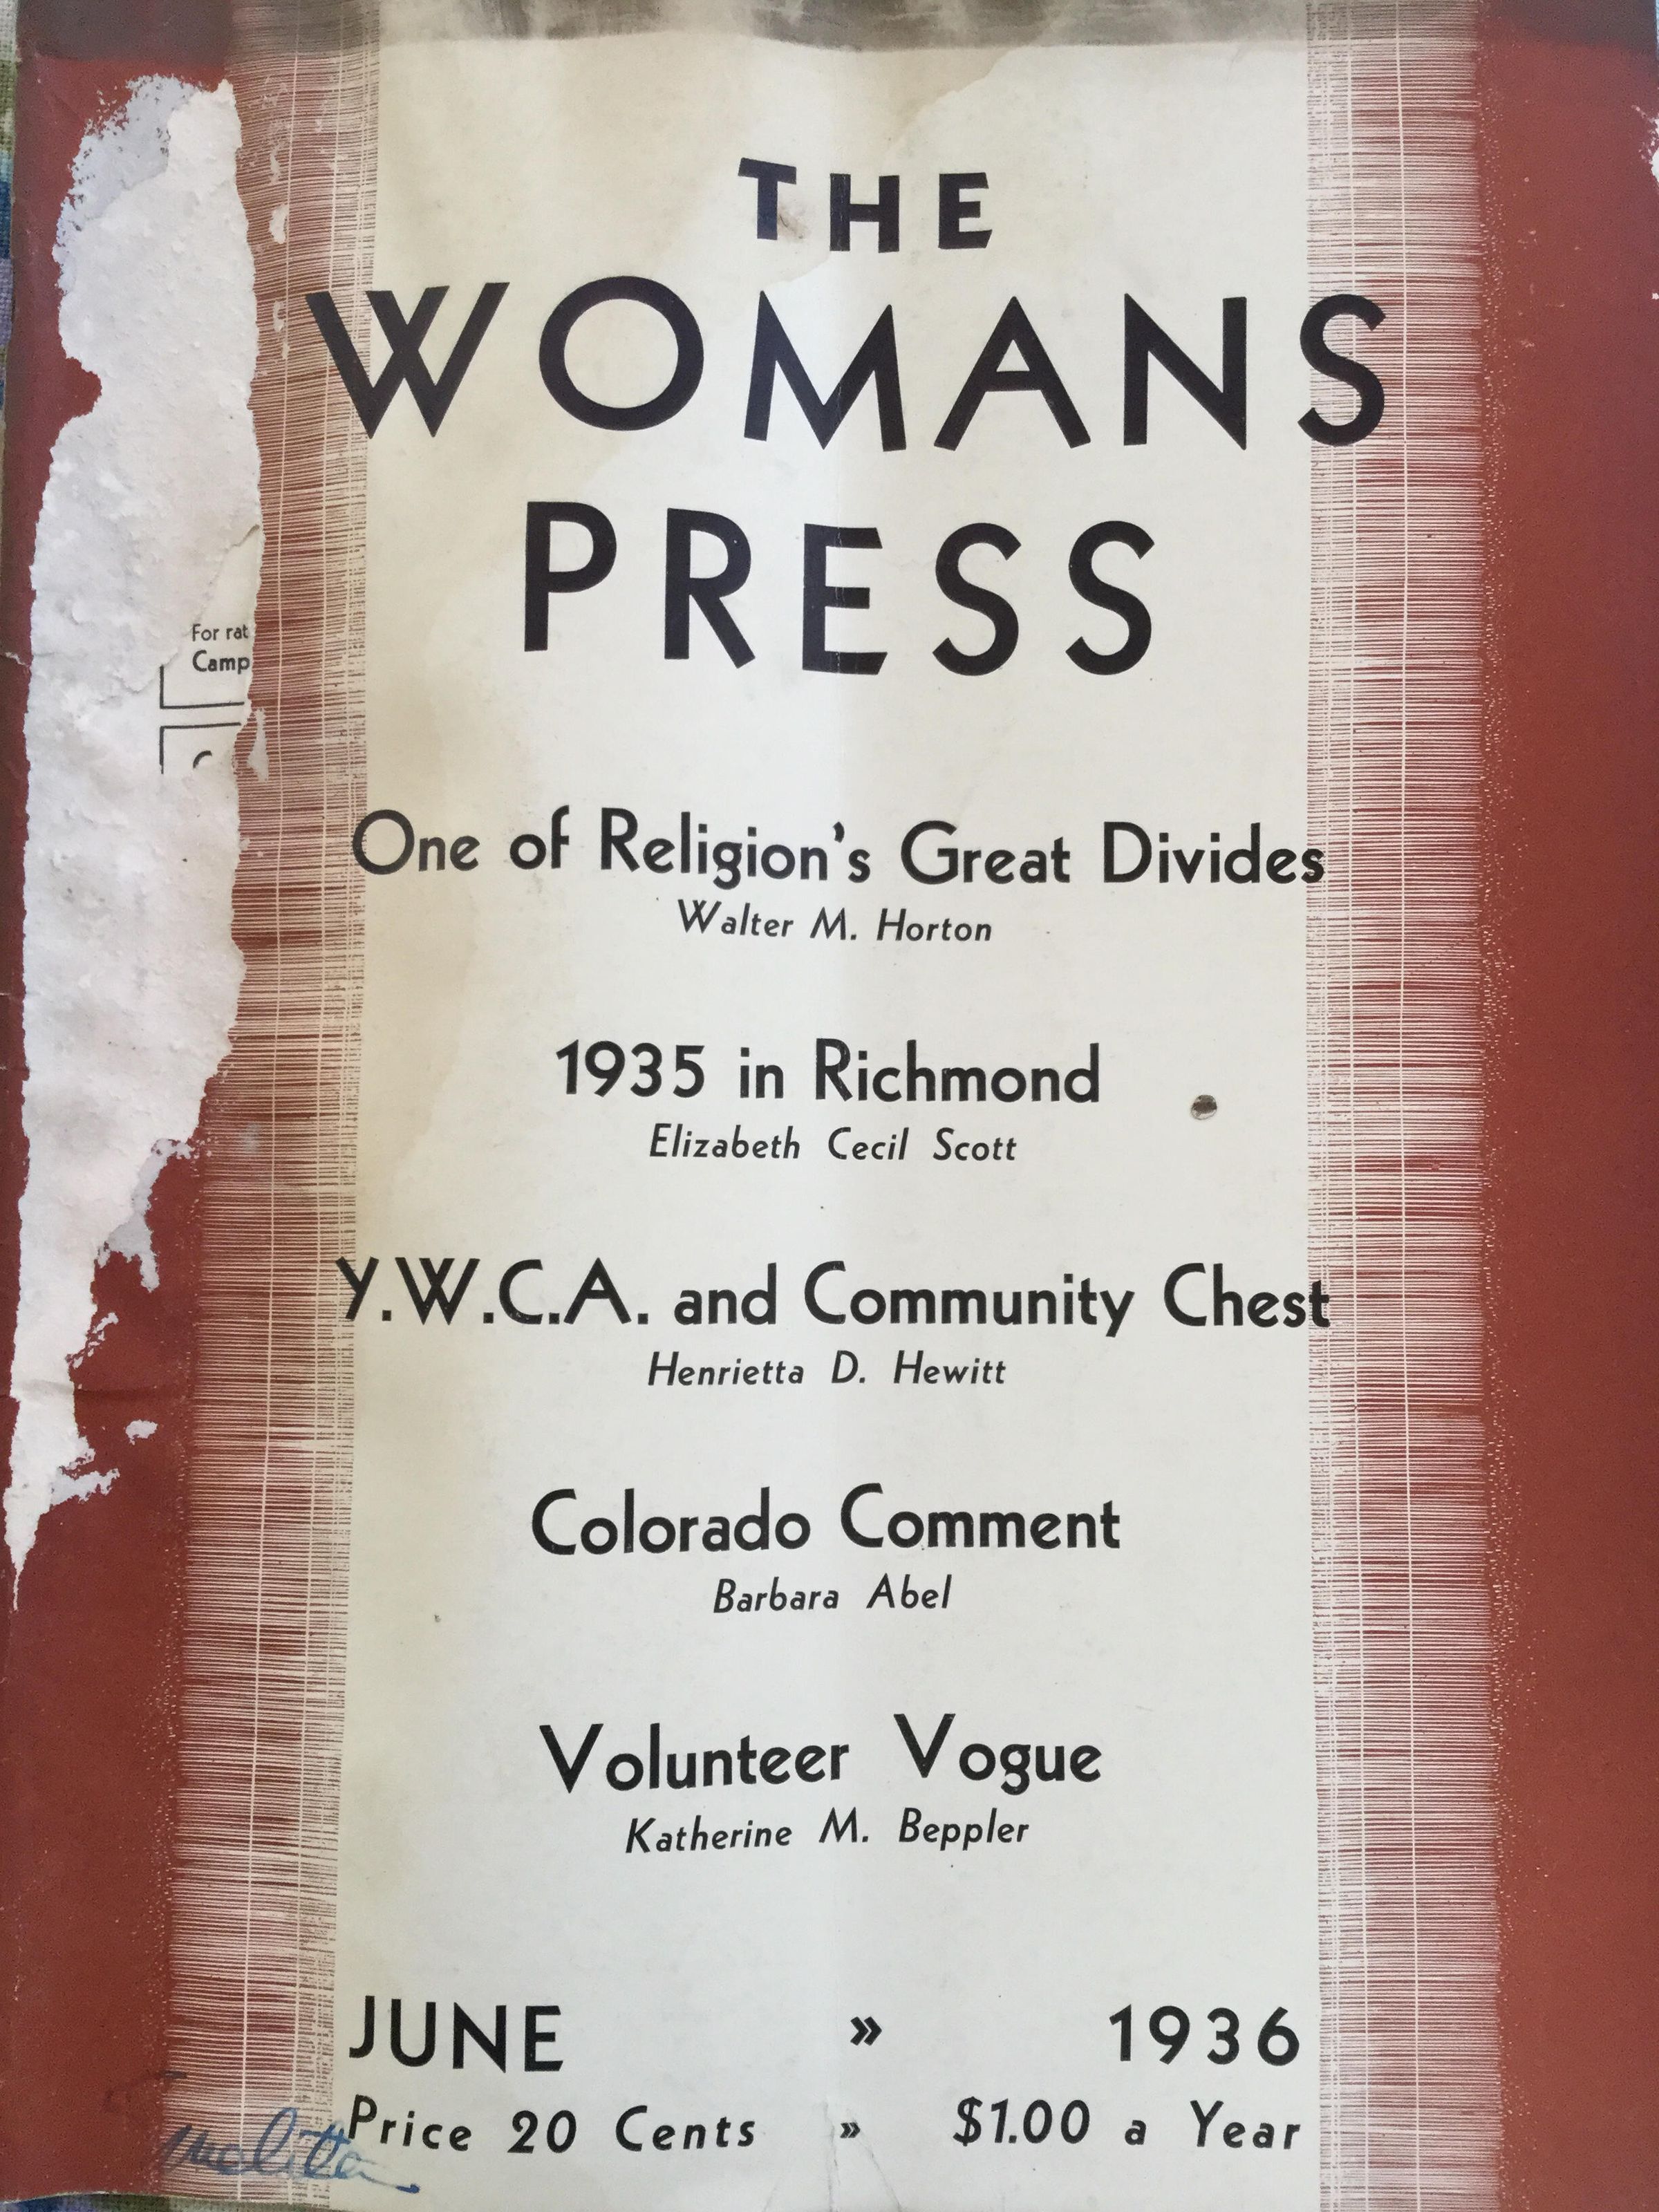 THE
WOMANS
PRESS
For rat
Camp
One of Religion's Great Divides
Walter M. Horton
1935 in Richmond
Elizabeth Cecil Scott
Y.W.C.A. and Community Chest
Henrietta D. Hewitt
Colorado Comment
Barbara Abel
Volunteer Vogue
Katherine M. Beppler
JUNE » 1936
Price 20 Cents » $1.00 a Year